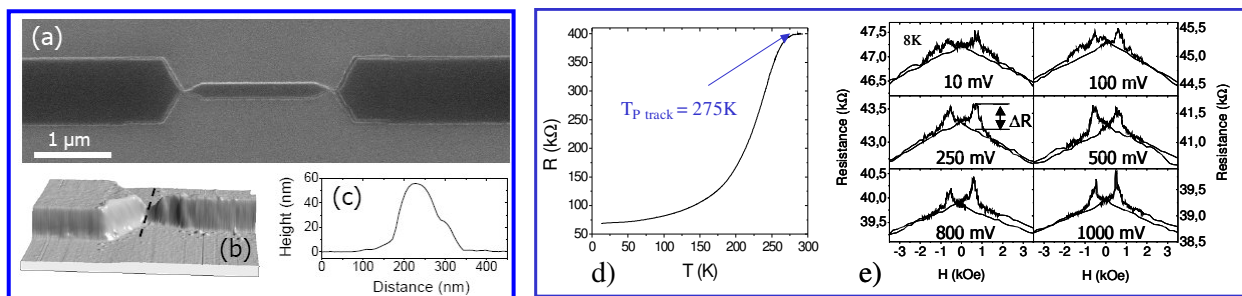 (a)
1 μm
(b)
(c)
Height (nm)
60
40
20
0
0 100 200 300 400
Distance (nm)
d)
R (kΩ)
400
350
300
250
200
150
100
50
T_P track = 275K
0 50 100 150 200 250 300
T (K)
e)
Resistance (kΩ)
8K
47,5
47,0
46,5
10 mV
100 mV
45,5
45,0
44,5
43,5
43,0
42,5
250 mV
ΔR
500 mV
41,5
41,0
40,5
40,0
39,5
800 mV
1000 mV
39,5
39,0
38,5
Resistance (kΩ)
-3 -2 -1 0 1 2 3
-3 -2 -1 0 1 2 3
H (kOe)
H (kOe)